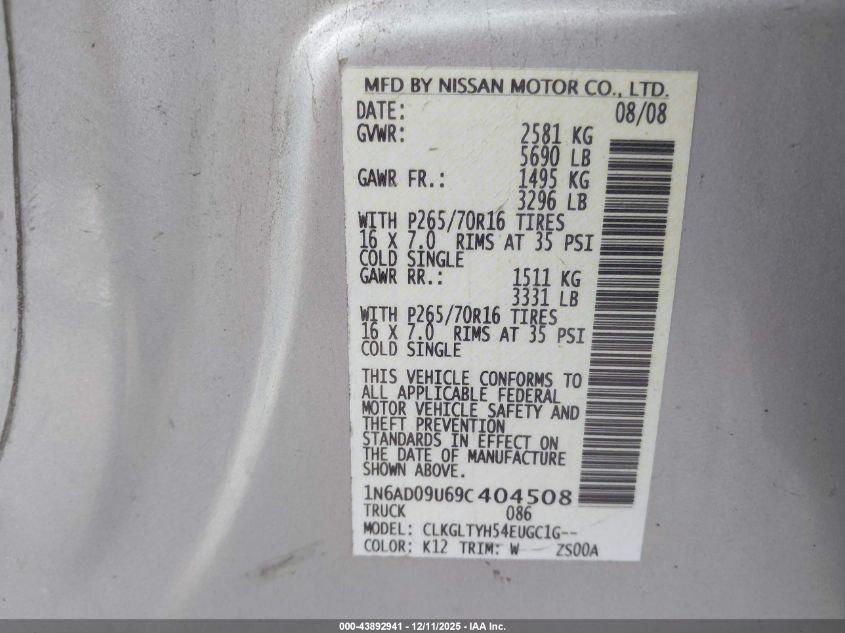 MFD BY NISSAN MOTOR CO., LTD.
DATE: 08/08
GVWR: 2581 KG
5690 LB
GAWR FR.: 1495 KG
3296 LB
WITH P265/70R16 TIRES
16 X 7.0 RIMS AT 35 PSI
COLD SINGLE
GAWR RR.: 1511 KG
3331 LB
WITH P265/70R16 TIRES
16 X 7.0 RIMS AT 35 PSI
COLD SINGLE
THIS VEHICLE CONFORMS TO
ALL APPLICABLE FEDERAL
MOTOR VEHICLE SAFETY AND
THEFT PREVENTION
STANDARDS IN EFFECT ON
THE DATE OF MANUFACTURE
SHOWN ABOVE.
1N6AD09U69C404508
TRUCK 086
MODEL: CLKGLTYH54EUGC1G--
COLOR: K12 TRIM: W ZS00A
000-43892941 - 12/11/2025 - IAA Inc.